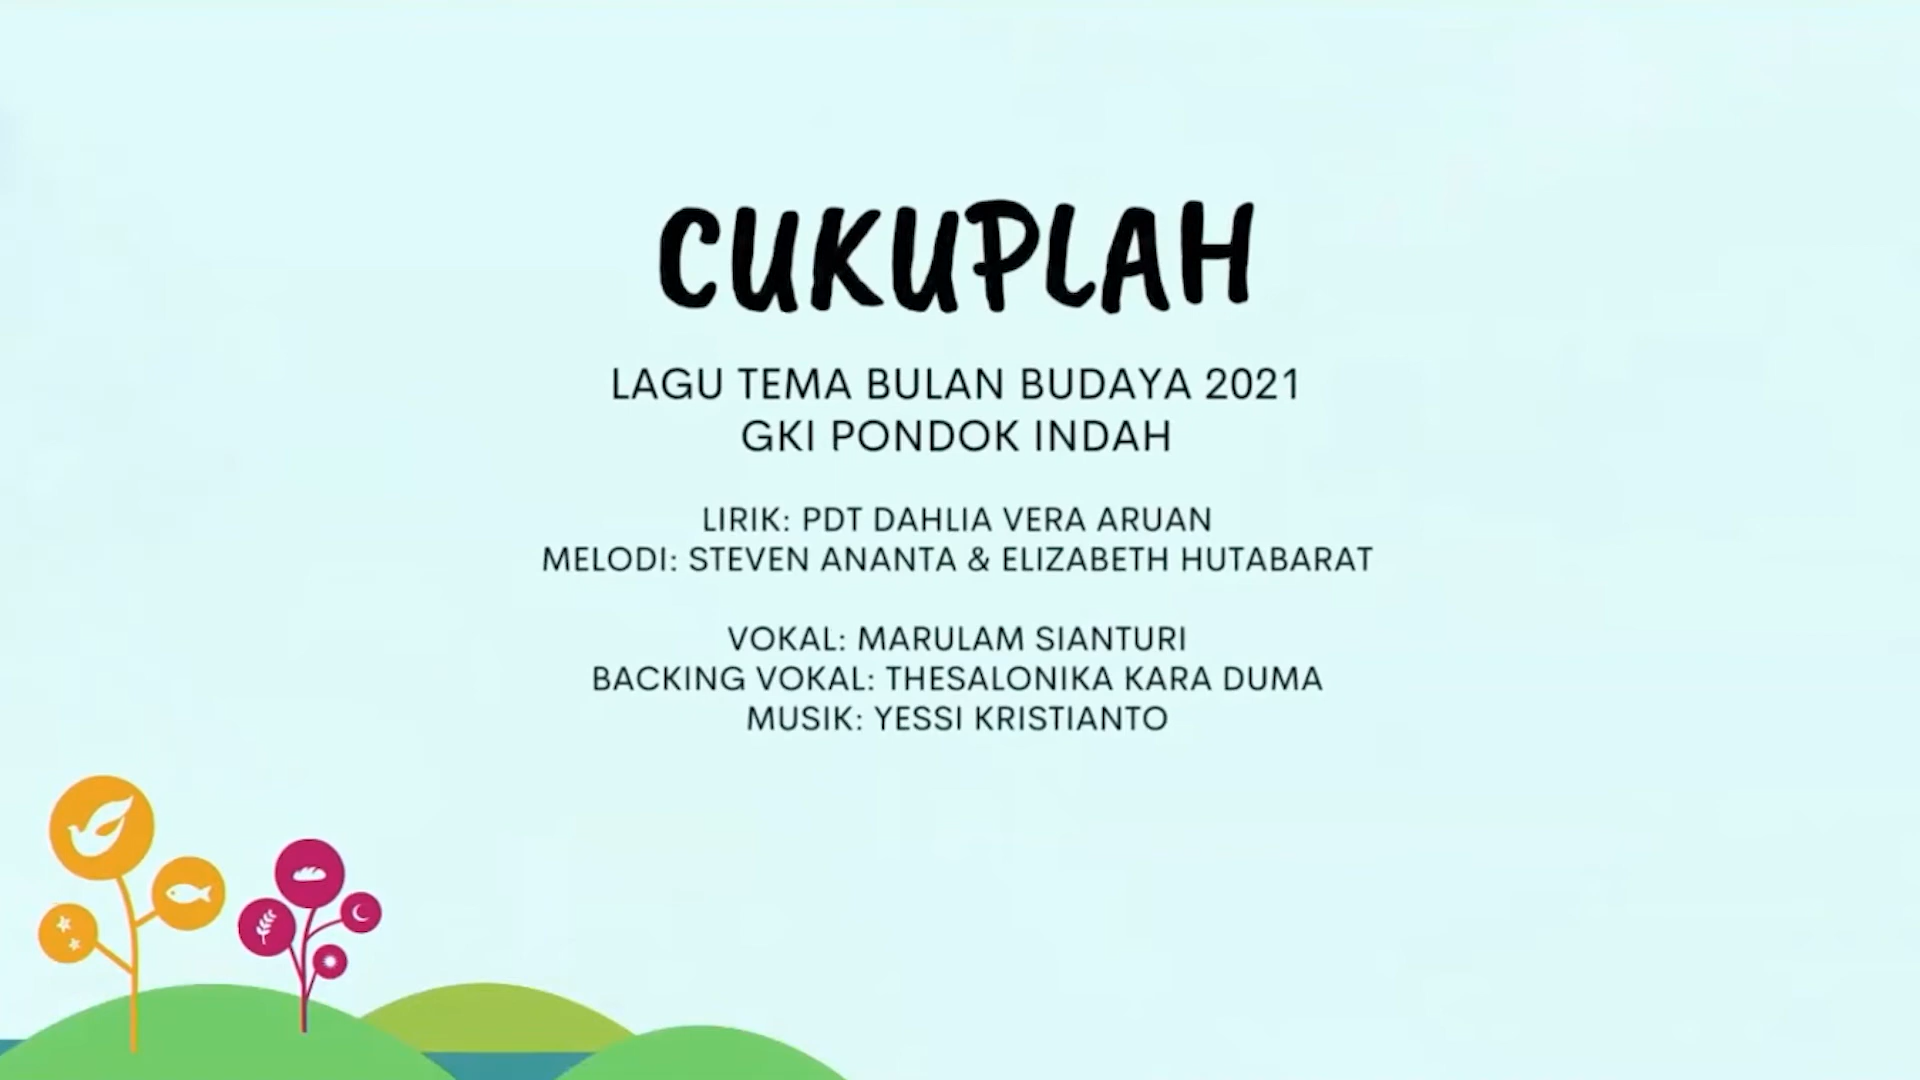 CUKUPLAH
LAGU TEMA BULAN BUDAYA 2021
GKI PONDOK INDAH
LIRIK: PDT DAHLIA VERA ARUAN
MELODI: STEVEN ANANTA & ELIZABETH HUTABARAT
VOKAL: MARULAM SIANTURI
BACKING VOKAL: THESALONIKA KARA DUMA
MUSIK: YESSI KRISTIANTO